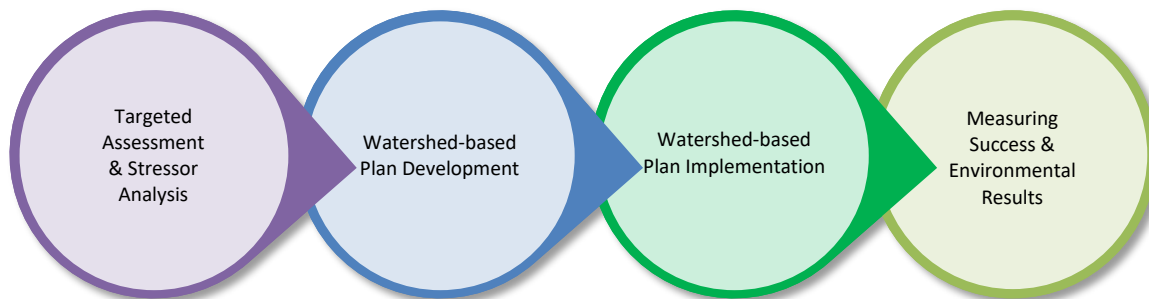 Targeted
Assessment
& Stressor
Analysis
Watershed-based
Plan Development
Watershed-based
Plan Implementation
Measuring
Success &
Environmental
Results